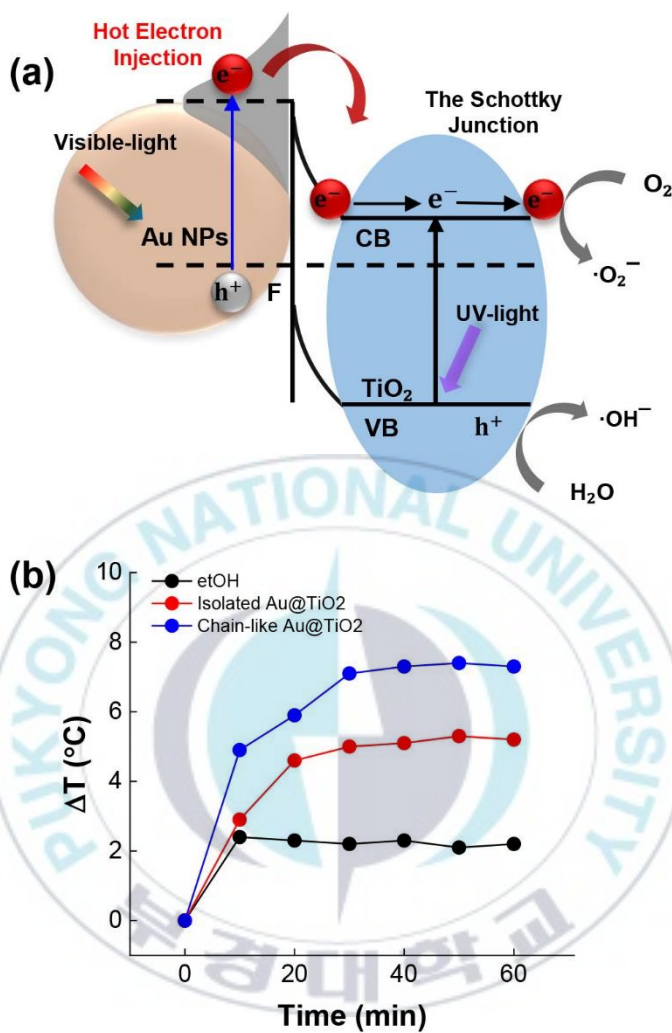 (a)
Hot Electron
Injection
e⁻
The Schottky
Junction
Visible-light
Au NPs
e⁻
e⁻
e⁻
O₂
CB
·O₂⁻
h⁺
F
UV-light
TiO₂
VB
h⁺
·OH⁻
H₂O
PUKYONG NATIONAL UNIVERSITY
부경대학교
(b)
etOH
Isolated Au@TiO2
Chain-like Au@TiO2
10
8
6
4
2
0
ΔT (°C)
0 20 40 60
Time (min)